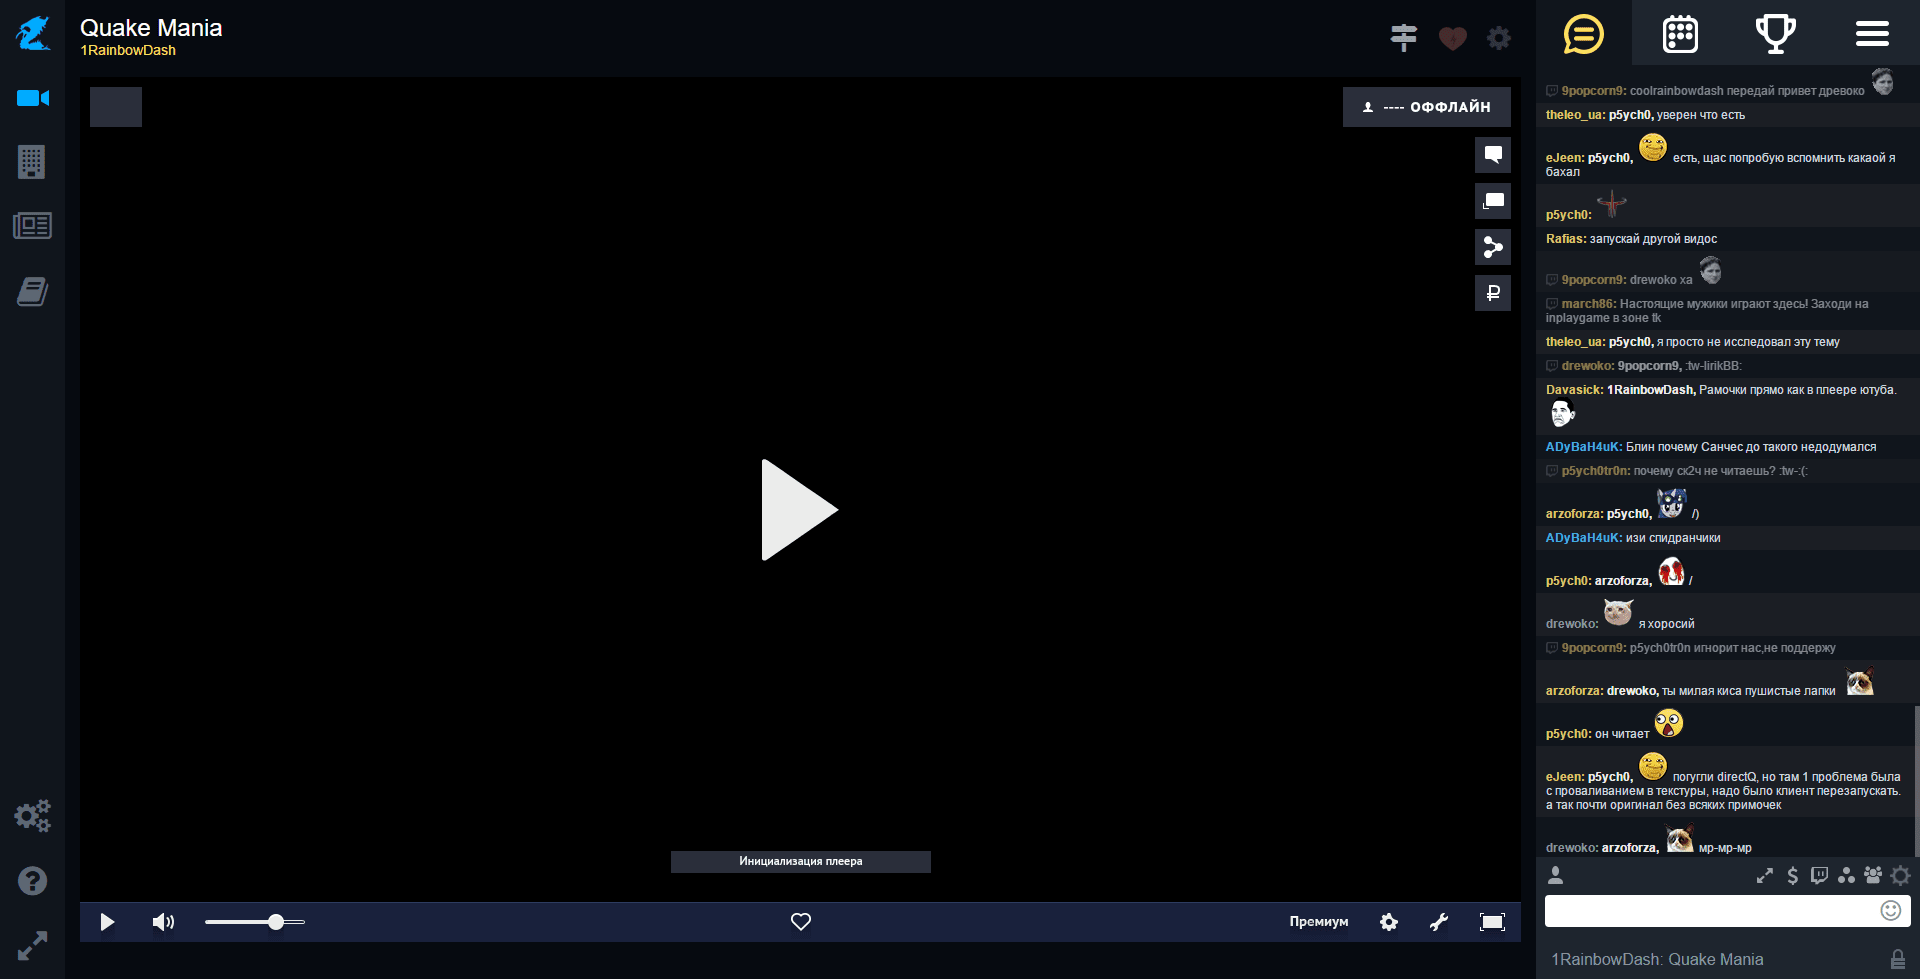 Quake Mania
1RainbowDash
---- ОФФЛАЙН
Инициализация плеера
Премиум
9popcorn9: coolrainbowdash передай привет древоко
theleo_ua: p5ych0, уверен что есть
eJeen: p5ych0, есть, щас попробую вспомнить какаой я
бахал
p5ych0:
Rafias: запускай другой видос
9popcorn9: drewoko ха
march86: Настоящие мужики играют здесь! Заходи на
inplaygame в зоне tk
theleo_ua: p5ych0, я просто не исследовал эту тему
drewoko: 9popcorn9, :tw-lirikBB:
Davasick: 1RainbowDash, Рамочки прямо как в плеере ютуба.
ADyBaH4uK: Блин почему Санчес до такого недодумался
p5ych0tr0n: почему ск2ч не читаешь? :tw-:(:
arzoforza: p5ych0, /)
ADyBaH4uK: изи спидранчики
p5ych0: arzoforza, /
drewoko: я хоросий
9popcorn9: p5ych0tr0n игнорит нас,не поддержу
arzoforza: drewoko, ты милая киса пушистые лапки
p5ych0: он читает
eJeen: p5ych0, погугли directQ, но там 1 проблема была
с проваливанием в текстуры, надо было клиент перезапускать.
а так почти оригинал без всяких примочек
drewoko: arzoforza, мр-мр-мр
1RainbowDash: Quake Mania